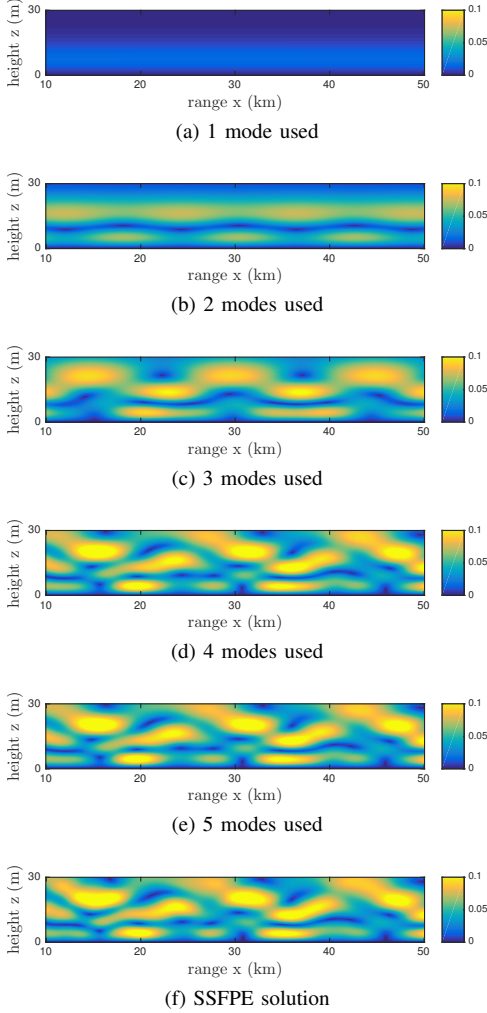 height z (m)
30
0
10 20 30 40 50
range x (km)
0.1
0.05
0
(a) 1 mode used
height z (m)
30
0
10 20 30 40 50
range x (km)
0.1
0.05
0
(b) 2 modes used
height z (m)
30
0
10 20 30 40 50
range x (km)
0.1
0.05
0
(c) 3 modes used
height z (m)
30
0
10 20 30 40 50
range x (km)
0.1
0.05
0
(d) 4 modes used
height z (m)
30
0
10 20 30 40 50
range x (km)
0.1
0.05
0
(e) 5 modes used
height z (m)
30
0
10 20 30 40 50
range x (km)
0.1
0.05
0
(f) SSFPE solution